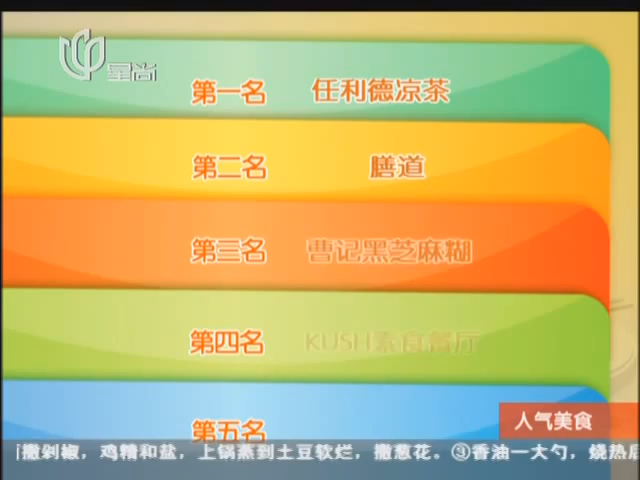 星尚
第一名 任利德凉茶
第二名 膳道
第三名 曹记黑芝麻糊
第四名 KUSH素食餐厅
第五名
人气美食
撒剁椒，鸡精和盐，上锅蒸到土豆软烂，撒葱花。③香油一大勺，烧热后